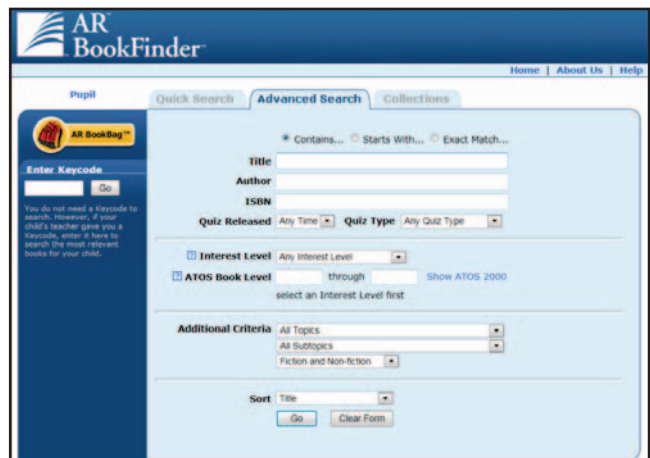 AR
BookFinder™
Home | About Us | Help
Pupil
Quick Search
Advanced Search
Collections
AR BookBag™
Enter Keycode
Go
You do not need a Keycode to
search. However, if your
child's teacher gave you a
Keycode, enter it here to
search the most relevant
books for your child.
Contains... Starts With... Exact Match...
Title
Author
ISBN
Quiz Released Any Time Quiz Type Any Quiz Type
? Interest Level Any Interest Level
? ATOS Book Level through Show ATOS 2000
select an Interest Level first
Additional Criteria All Topics
All Subtopics
Fiction and Non-fiction
Sort Title
Go Clear Form